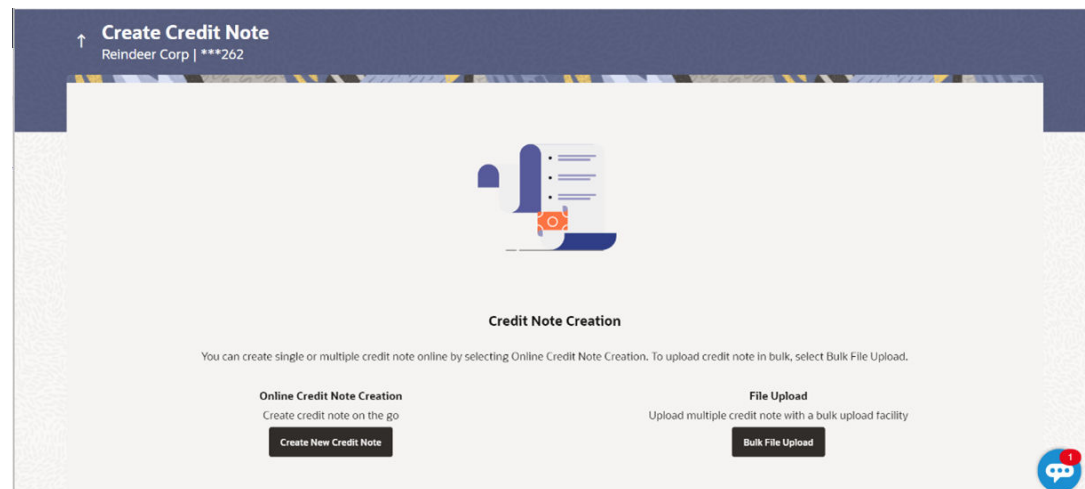 Create Credit Note
Reindeer Corp | ***262
Credit Note Creation
You can create single or multiple credit note online by selecting Online Credit Note Creation. To upload credit note in bulk, select Bulk File Upload.
Online Credit Note Creation
Create credit note on the go
Create New Credit Note
File Upload
Upload multiple credit note with a bulk upload facility
Bulk File Upload
1